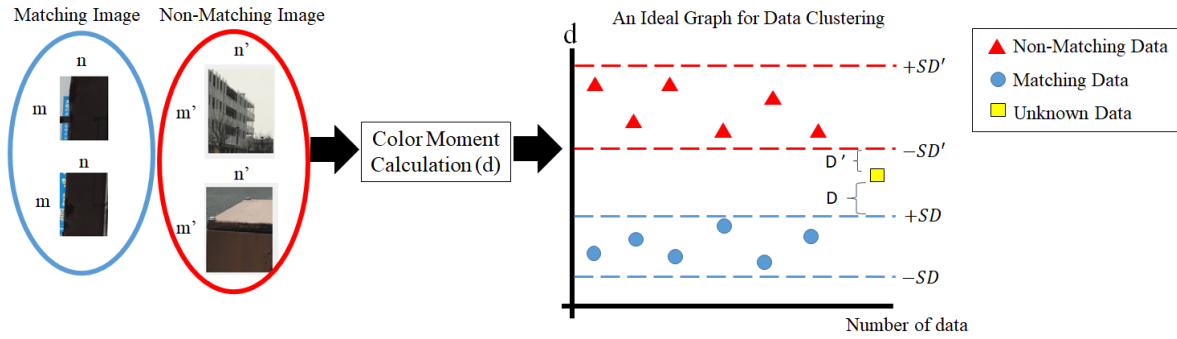 Matching Image
Non-Matching Image
An Ideal Graph for Data Clustering
n
m
n
m
n’
m’
n’
m’
Color Moment
Calculation (d)
d
+SD′
−SD′
D’
D
+SD
−SD
Number of data
Non-Matching Data
Matching Data
Unknown Data